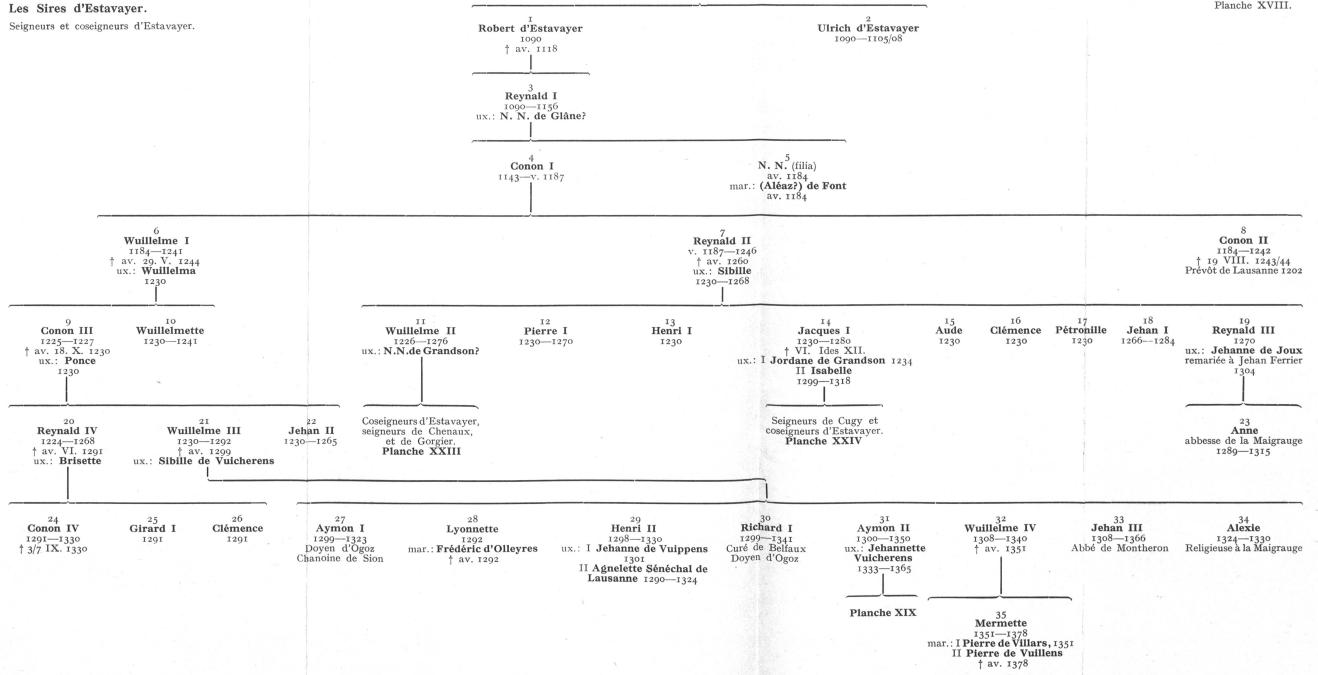 Les Sires d'Estavayer.
Seigneurs et coseigneurs d'Estavayer.
Planche XVIII.
1
Robert d'Estavayer
1090
† av. 1118
2
Ulrich d'Estavayer
1090—1105/08
3
Reynald I
1090—1156
ux.: N. N. de Glâne?
4
Conon I
1143—v. 1187
5
N. N. (filia)
av. 1184
mar.: (Aléaz?) de Font
av. 1184
6
Wuillelme I
1184—1241
† av. 29. V. 1244
ux.: Wuillelma
1230
7
Reynald II
v. 1187—1246
† av. 1260
ux.: Sibille
1230—1268
8
Conon II
1184—1242
† 19 VIII. 1243/44
Prévôt de Lausanne 1202
9
Conon III
1225—1227
† av. 18. X. 1230
ux.: Ponce
1230
10
Wuillelmette
1230—1241
11
Wuillelme II
1226—1276
ux.: N.N.de Grandson?
12
Pierre I
1230—1270
13
Henri I
1230
14
Jacques I
1230—1280
† VI. Ides XII.
ux.: I Jordane de Grandson 1234
II Isabelle
1299—1318
15
Aude
1230
16
Clémence
1230
17
Pétronille
1230
18
Jehan I
1266—1284
19
Reynald III
1270
ux.: Jehanne de Joux
remariée à Jehan Ferrier
1304
20
Reynald IV
1224—1268
† av. VI. 1291
ux.: Brisette
21
Wuillelme III
1230—1292
† av. 1299
ux.: Sibille de Vuicherens
22
Jehan II
1230—1265
Coseigneurs d'Estavayer,
seigneurs de Chenaux,
et de Gorgier.
Planche XXIII
Seigneurs de Cugy et
coseigneurs d'Estavayer.
Planche XXIV
23
Anne
abbesse de la Maigrauge
1289—1315
24
Conon IV
1291—1330
† 3/7 IX. 1330
25
Girard I
1291
26
Clémence
1291
27
Aymon I
1299—1323
Doyen d'Ogoz
Chanoine de Sion
28
Lyonnette
1292
mar.: Frédéric d'Olleyres
† av. 1292
29
Henri II
1298—1330
ux.: I Jehanne de Vuippens
1301
II Agnelette Sénéchal de
Lausanne 1290—1324
30
Richard I
1299—1341
Curé de Belfaux
Doyen d'Ogoz
31
Aymon II
1300—1350
ux.: Jehannette
Vuicherens
1333—1365
32
Wuillelme IV
1308—1340
† av. 1351
33
Jehan III
1308—1366
Abbé de Montheron
34
Alexie
1324—1330
Religieuse à la Maigrauge
Planche XIX
35
Mermette
1351—1378
mar.: I Pierre de Villars, 1351
II Pierre de Vuillens
† av. 1378